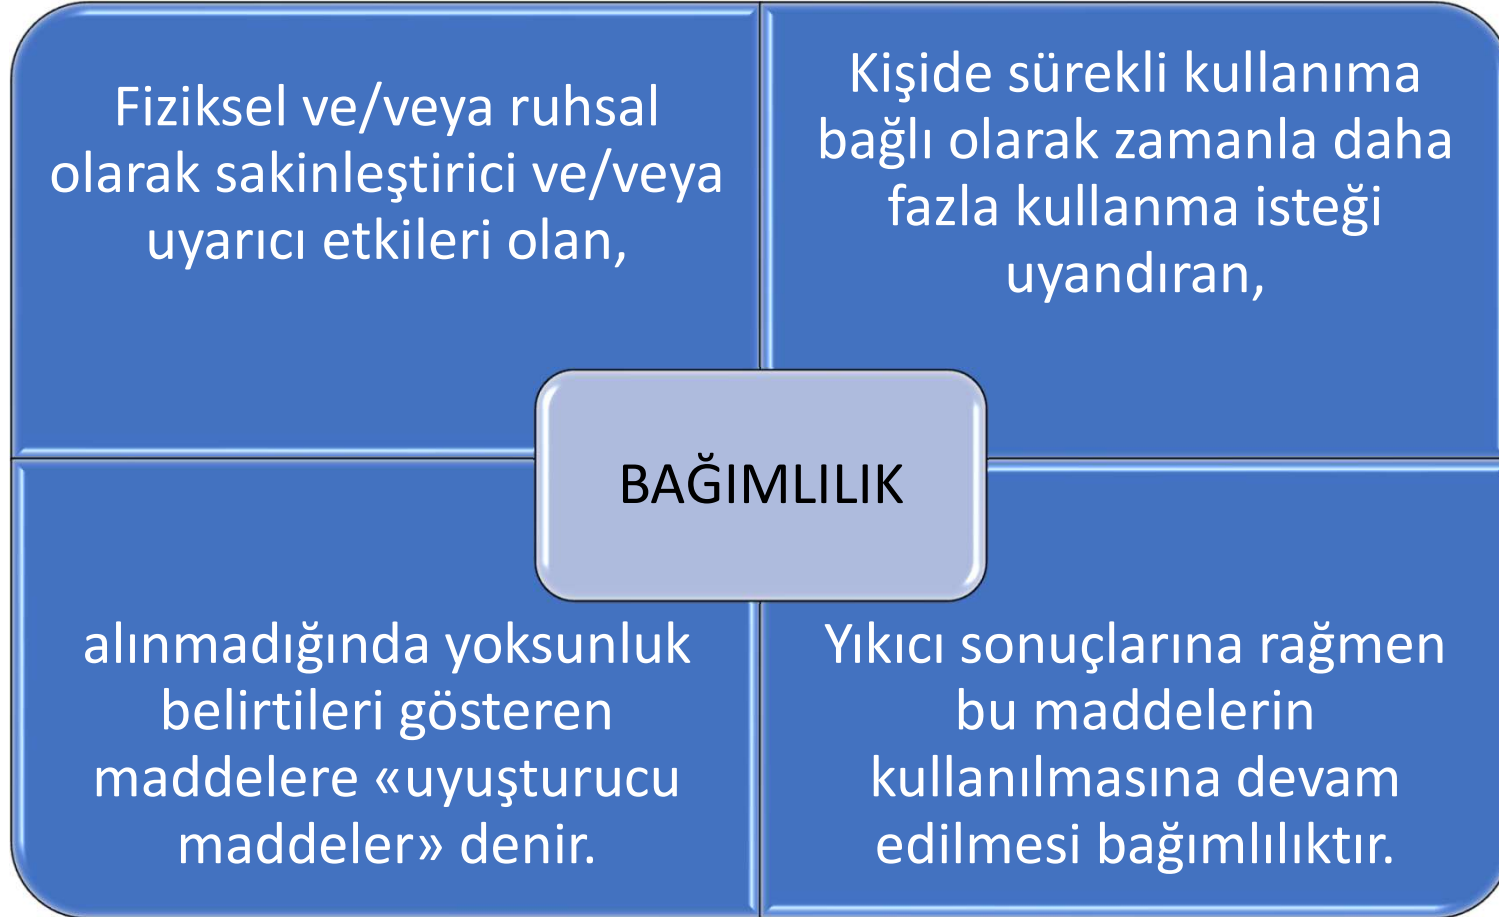 Fiziksel ve/veya ruhsal
olarak sakinleştirici ve/veya
uyarıcı etkileri olan,
Kişide sürekli kullanıma
bağlı olarak zamanla daha
fazla kullanma isteği
uyandıran,
BAĞIMLILIK
alınmadığında yoksunluk
belirtileri gösteren
maddelere «uyuşturucu
maddeler» denir.
Yıkıcı sonuçlarına rağmen
bu maddelerin
kullanılmasına devam
edilmesi bağımlılıktır.